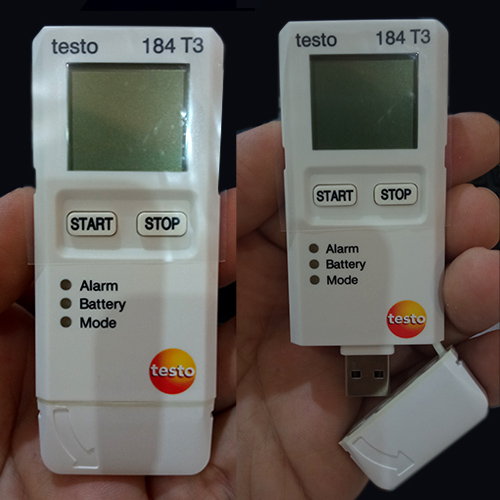 testo 184 T3
START STOP
Alarm
Battery
Mode
testo
testo 184 T3
START STOP
Alarm
Battery
Mode
testo